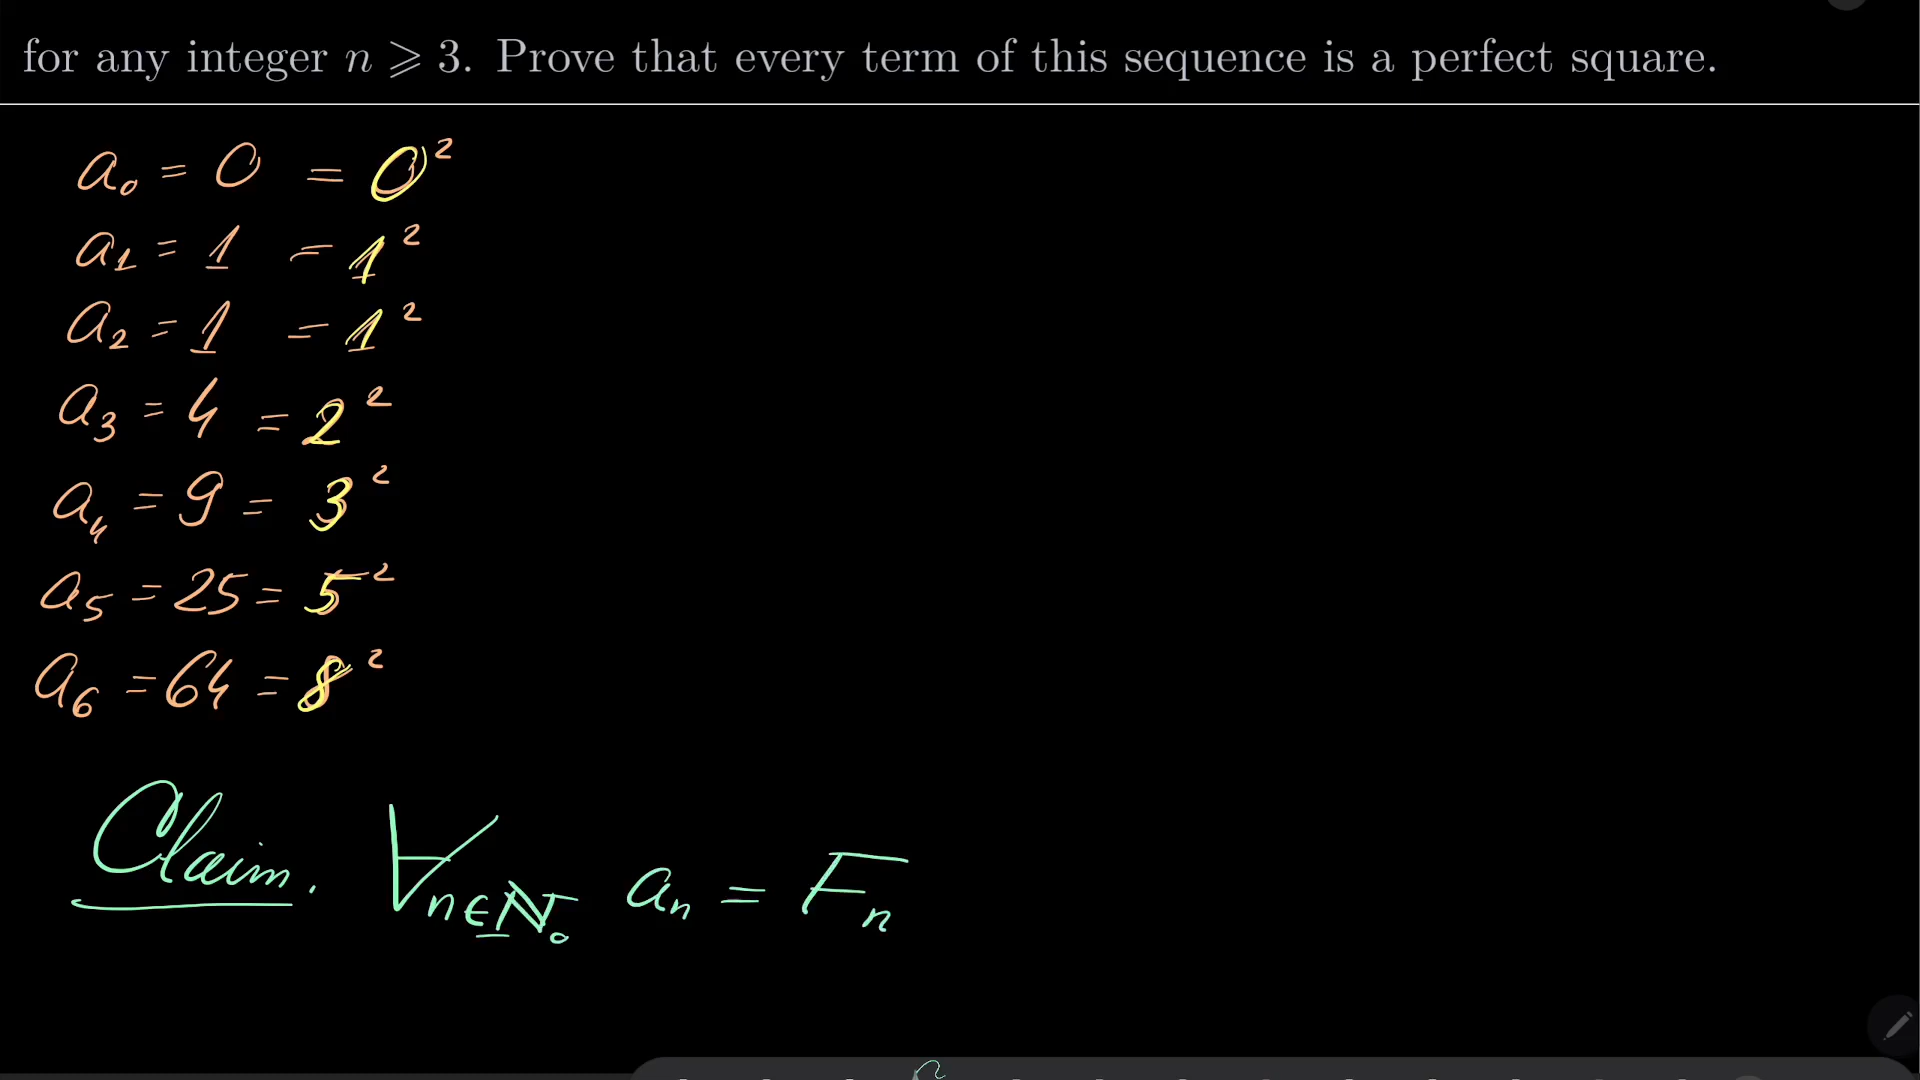 for any integer n ⩾ 3. Prove that every term of this sequence is a perfect square.
a₀ = 0 = 0²
a₁ = 1 = 1²
a₂ = 1 = 1²
a₃ = 4 = 2²
a₄ = 9 = 3²
a₅ = 25 = 5²
a₆ = 64 = 8²
Claim. ∀n∈ℕ₀ aₙ = Fₙ